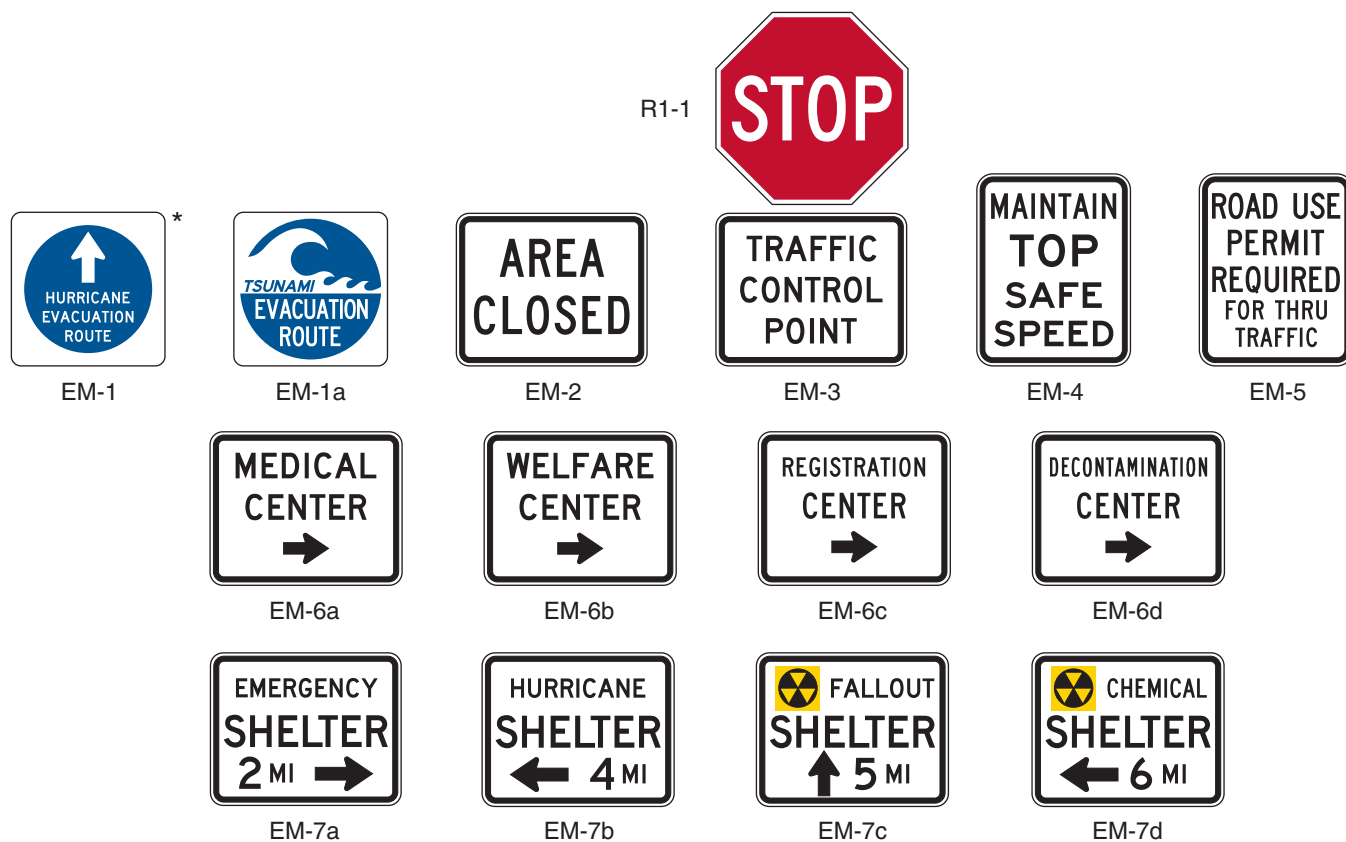 R1-1
STOP
HURRICANE
EVACUATION
ROUTE
*
EM-1
TSUNAMI
EVACUATION
ROUTE
EM-1a
AREA
CLOSED
EM-2
TRAFFIC
CONTROL
POINT
EM-3
MAINTAIN
TOP
SAFE
SPEED
EM-4
ROAD USE
PERMIT
REQUIRED
FOR THRU
TRAFFIC
EM-5
MEDICAL
CENTER
EM-6a
WELFARE
CENTER
EM-6b
REGISTRATION
CENTER
EM-6c
DECONTAMINATION
CENTER
EM-6d
EMERGENCY
SHELTER
2 MI
EM-7a
HURRICANE
SHELTER
4 MI
EM-7b
FALLOUT
SHELTER
5 MI
EM-7c
CHEMICAL
SHELTER
6 MI
EM-7d